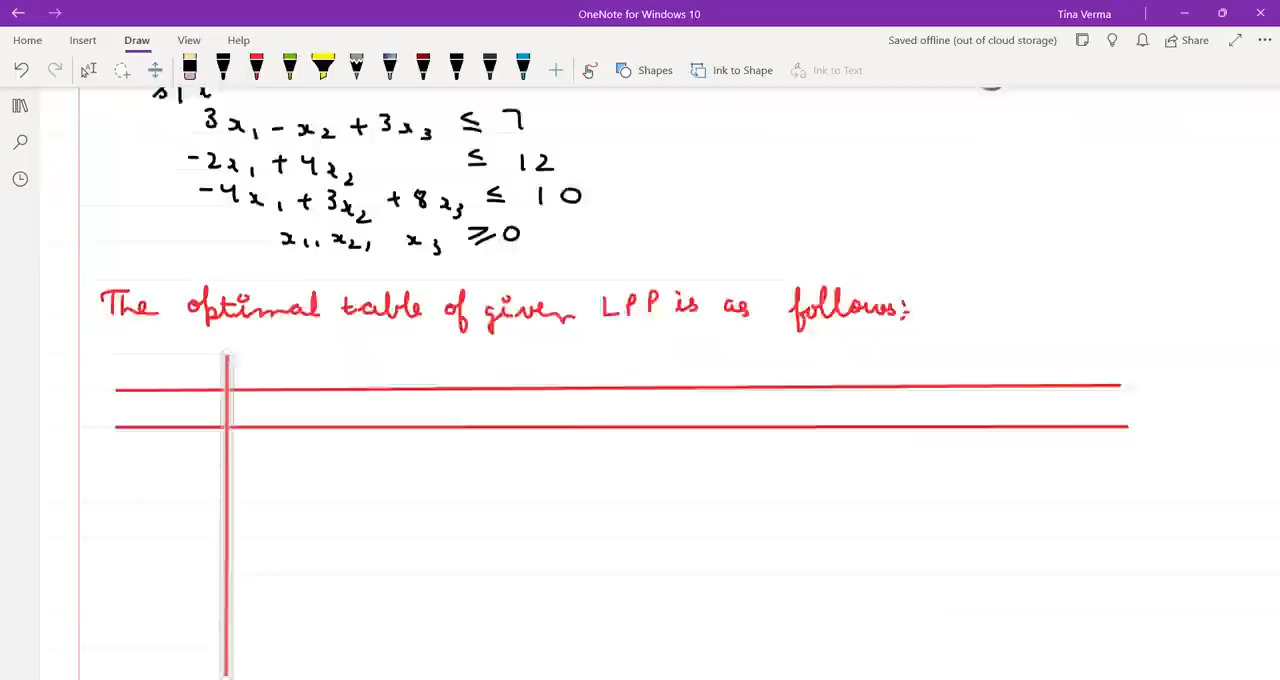 OneNote for Windows 10
Tina Verma
Home Insert Draw View Help
Saved offline (out of cloud storage)
Share
Shapes
Ink to Shape
Ink to Text
3x₁ - x₂ + 3x₃ ≤ 7
-2x₁ + 4x₂ ≤ 12
-4x₁ + 3x₂ + 8x₃ ≤ 10
x₁, x₂, x₃ ≥ 0
The optimal table of given LPP is as follows: